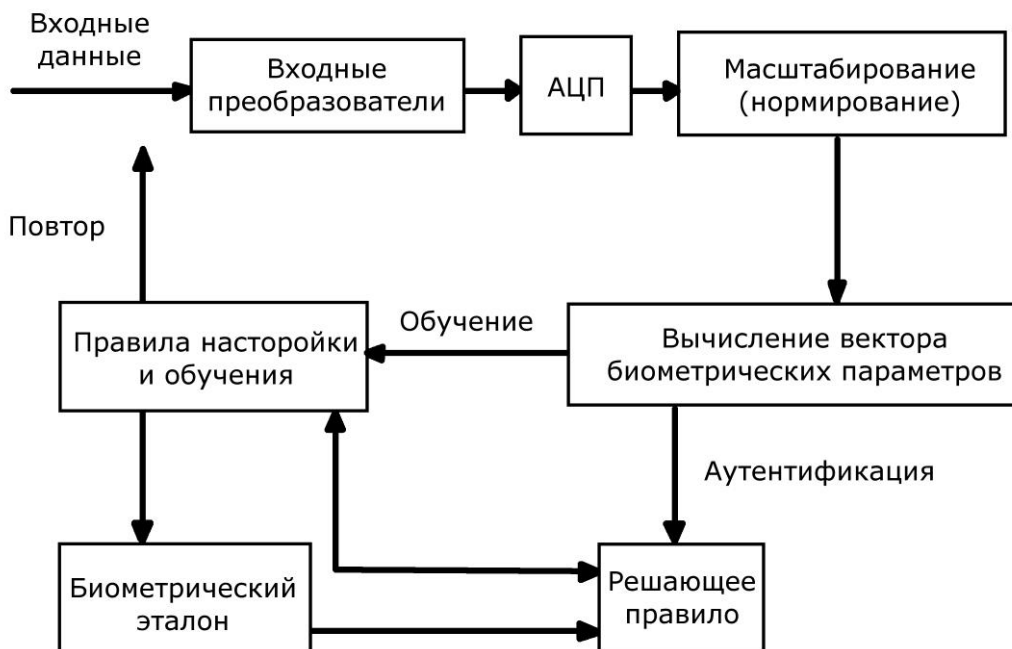 Входные
данные
Входные
преобразователи
АЦП
Масштабирование
(нормирование)
Повтор
Правила насторойки
и обучения
Обучение
Вычисление вектора
биометрических параметров
Аутентификация
Биометрический
эталон
Решающее
правило